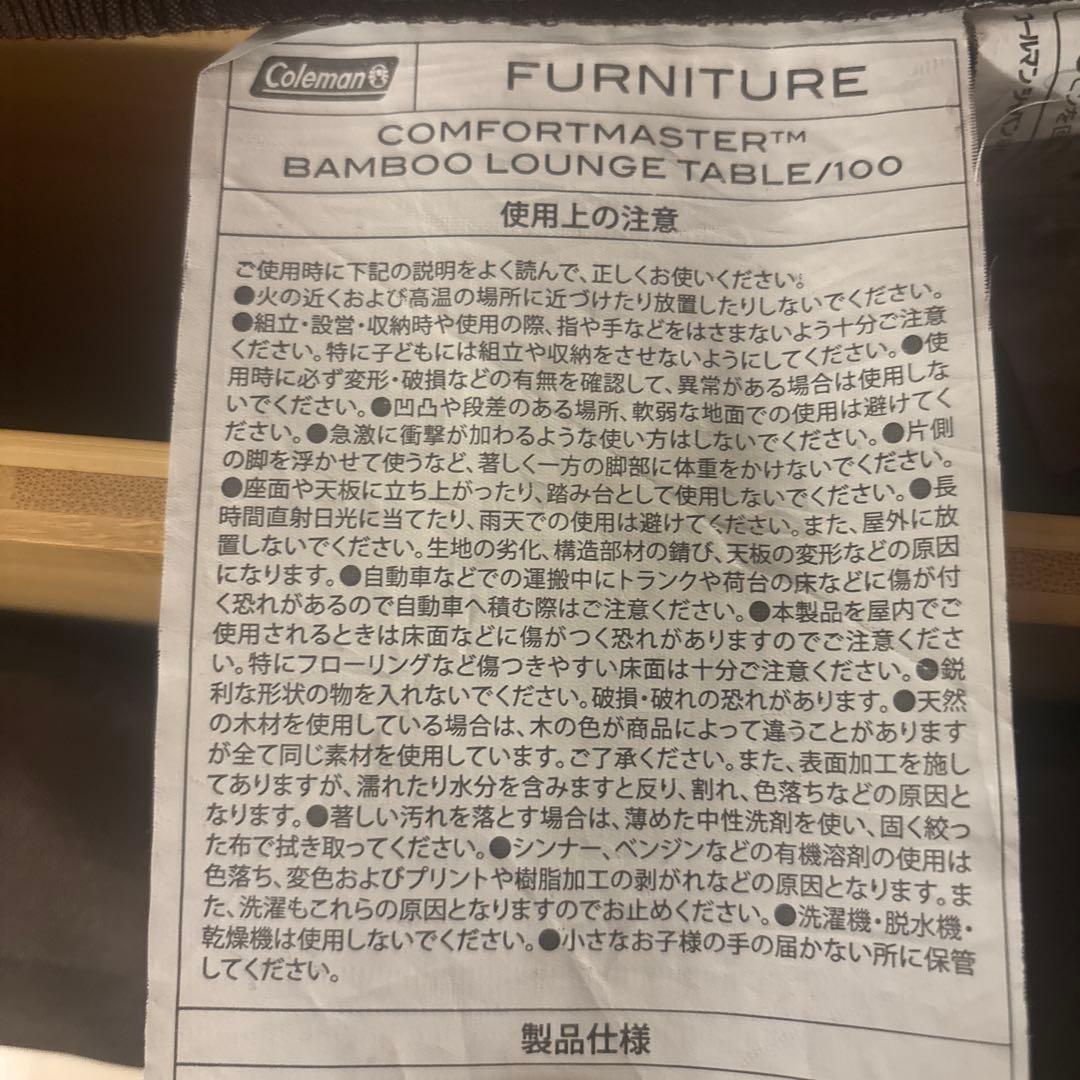 Coleman
FURNITURE
COMFORTMASTER™
BAMBOO LOUNGE TABLE/100
使用上の注意
ご使用時に下記の説明をよく読んで、正しくお使いください。
●火の近くおよび高温の場所に近づけたり放置したりしないでください。
●組立・設営・収納時や使用の際、指や手などをはさまないよう十分ご注意
ください。特に子どもには組立や収納をさせないようにしてください。●使
用時に必ず変形・破損などの有無を確認して、異常がある場合は使用しな
いでください。●凹凸や段差のある場所、軟弱な地面での使用は避けてく
ださい。●急激に衝撃が加わるような使い方はしないでください。●片側
の脚を浮かせて使うなど、著しく一方の脚部に体重をかけないでください。
●座面や天板に立ち上がったり、踏み台として使用しないでください。●長
時間直射日光に当てたり、雨天での使用は避けてください。また、屋外に放
置しないでください。生地の劣化、構造部材の錆び、天板の変形などの原因
になります。●自動車などでの運搬中にトランクや荷台の床などに傷が付
く恐れがあるので自動車へ積む際はご注意ください。●本製品を屋内でご
使用されるときは床面などに傷がつく恐れがありますのでご注意くださ
い。特にフローリングなど傷つきやすい床面は十分ご注意ください。●鋭
利な形状の物を入れないでください。破損・破れの恐れがあります。●天然
の木材を使用している場合は、木の色が商品によって違うことがあります
が全て同じ素材を使用しています。ご了承ください。また、表面加工を施し
てありますが、濡れたり水分を含みますと反り、割れ、色落ちなどの原因と
なります。●著しい汚れを落とす場合は、薄めた中性洗剤を使い、固く絞っ
た布で拭き取ってください。●シンナー、ベンジンなどの有機溶剤の使用は
色落ち、変色およびプリントや樹脂加工の剥がれなどの原因となります。ま
た、洗濯もこれらの原因となりますのでお止めください。●洗濯機・脱水機・
乾燥機は使用しないでください。●小さなお子様の手の届かない所に保管
してください。
製品仕様